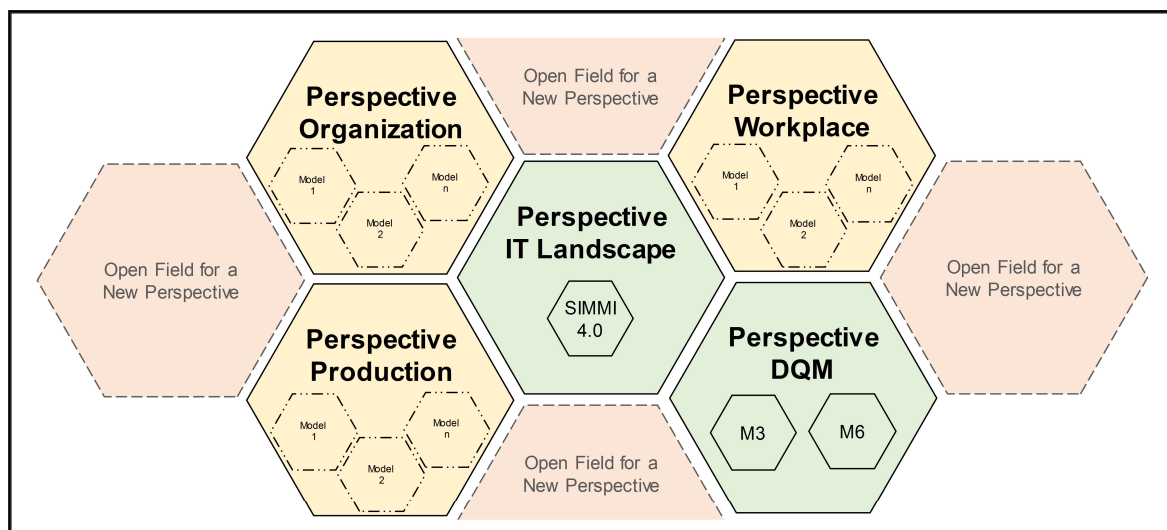 Open Field for a
New Perspective
Perspective
Organization
Model
1
Model
2
Model
n
Perspective
Workplace
Model
1
Model
2
Model
n
Open Field for a
New Perspective
Perspective
IT Landscape
SIMMI
4.0
Open Field for a
New Perspective
Perspective
Production
Model
1
Model
2
Model
n
Perspective
DQM
M3
M6
Open Field for a
New Perspective